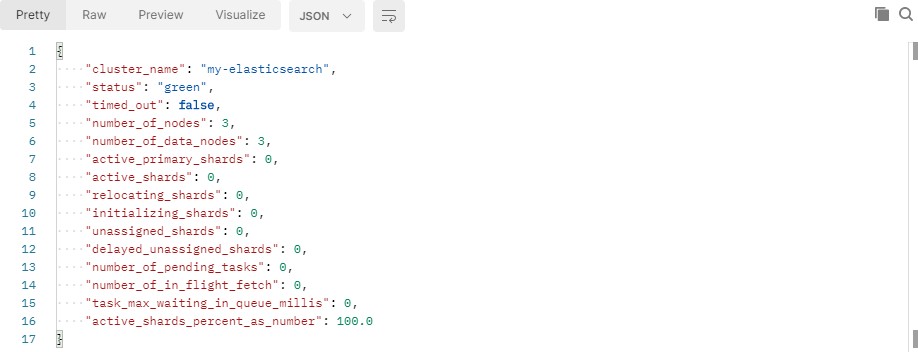 Pretty Raw Preview Visualize JSON
1 {
2 "cluster_name": "my-elasticsearch",
3 "status": "green",
4 "timed_out": false,
5 "number_of_nodes": 3,
6 "number_of_data_nodes": 3,
7 "active_primary_shards": 0,
8 "active_shards": 0,
9 "relocating_shards": 0,
10 "initializing_shards": 0,
11 "unassigned_shards": 0,
12 "delayed_unassigned_shards": 0,
13 "number_of_pending_tasks": 0,
14 "number_of_in_flight_fetch": 0,
15 "task_max_waiting_in_queue_millis": 0,
16 "active_shards_percent_as_number": 100.0
17 }